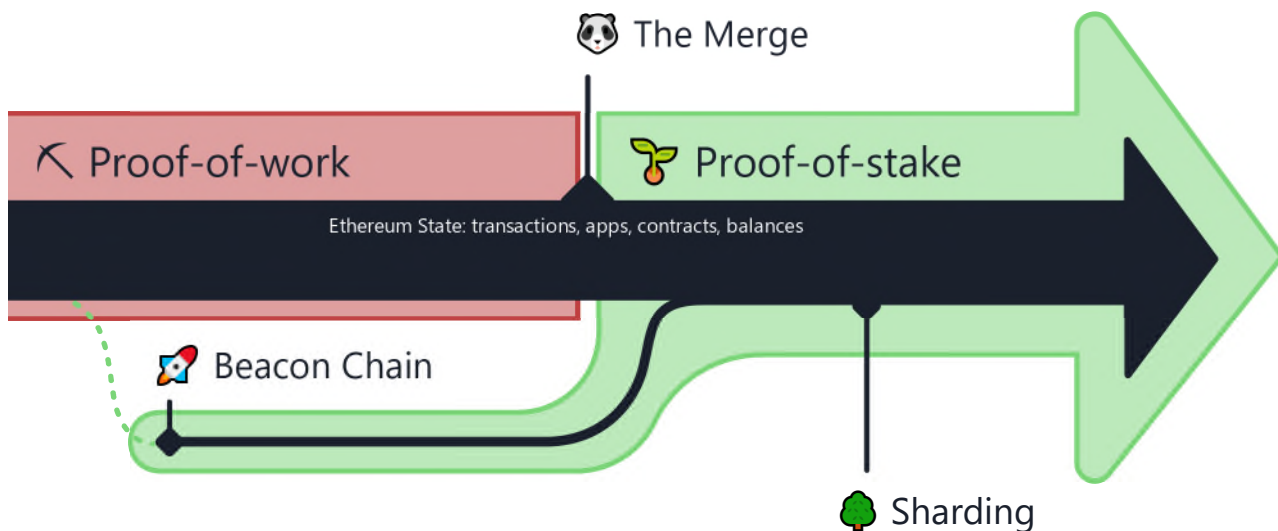 The Merge
Proof-of-work
Proof-of-stake
Ethereum State: transactions, apps, contracts, balances
Beacon Chain
Sharding